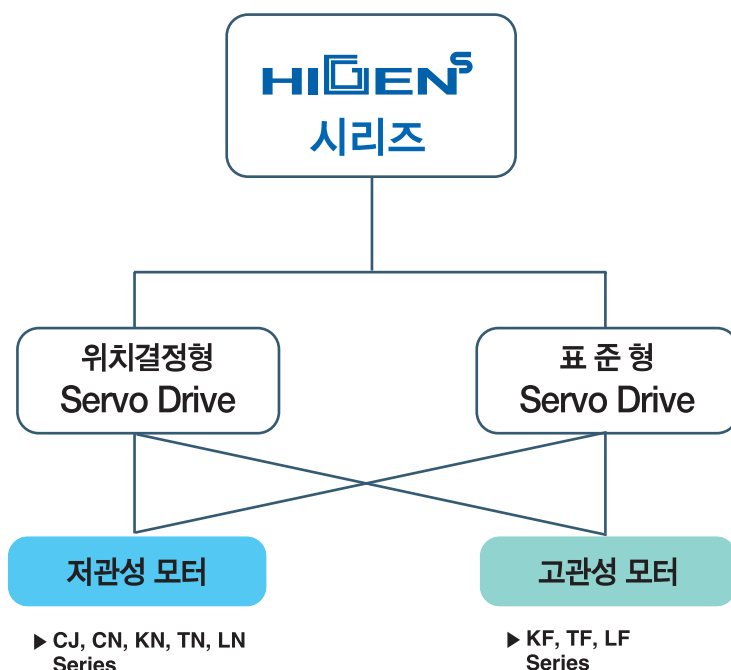 HIGEN S
시리즈
위치결정형
Servo Drive
표 준 형
Servo Drive
저관성 모터
고관성 모터
▶ CJ, CN, KN, TN, LN
Series
▶ KF, TF, LF
Series